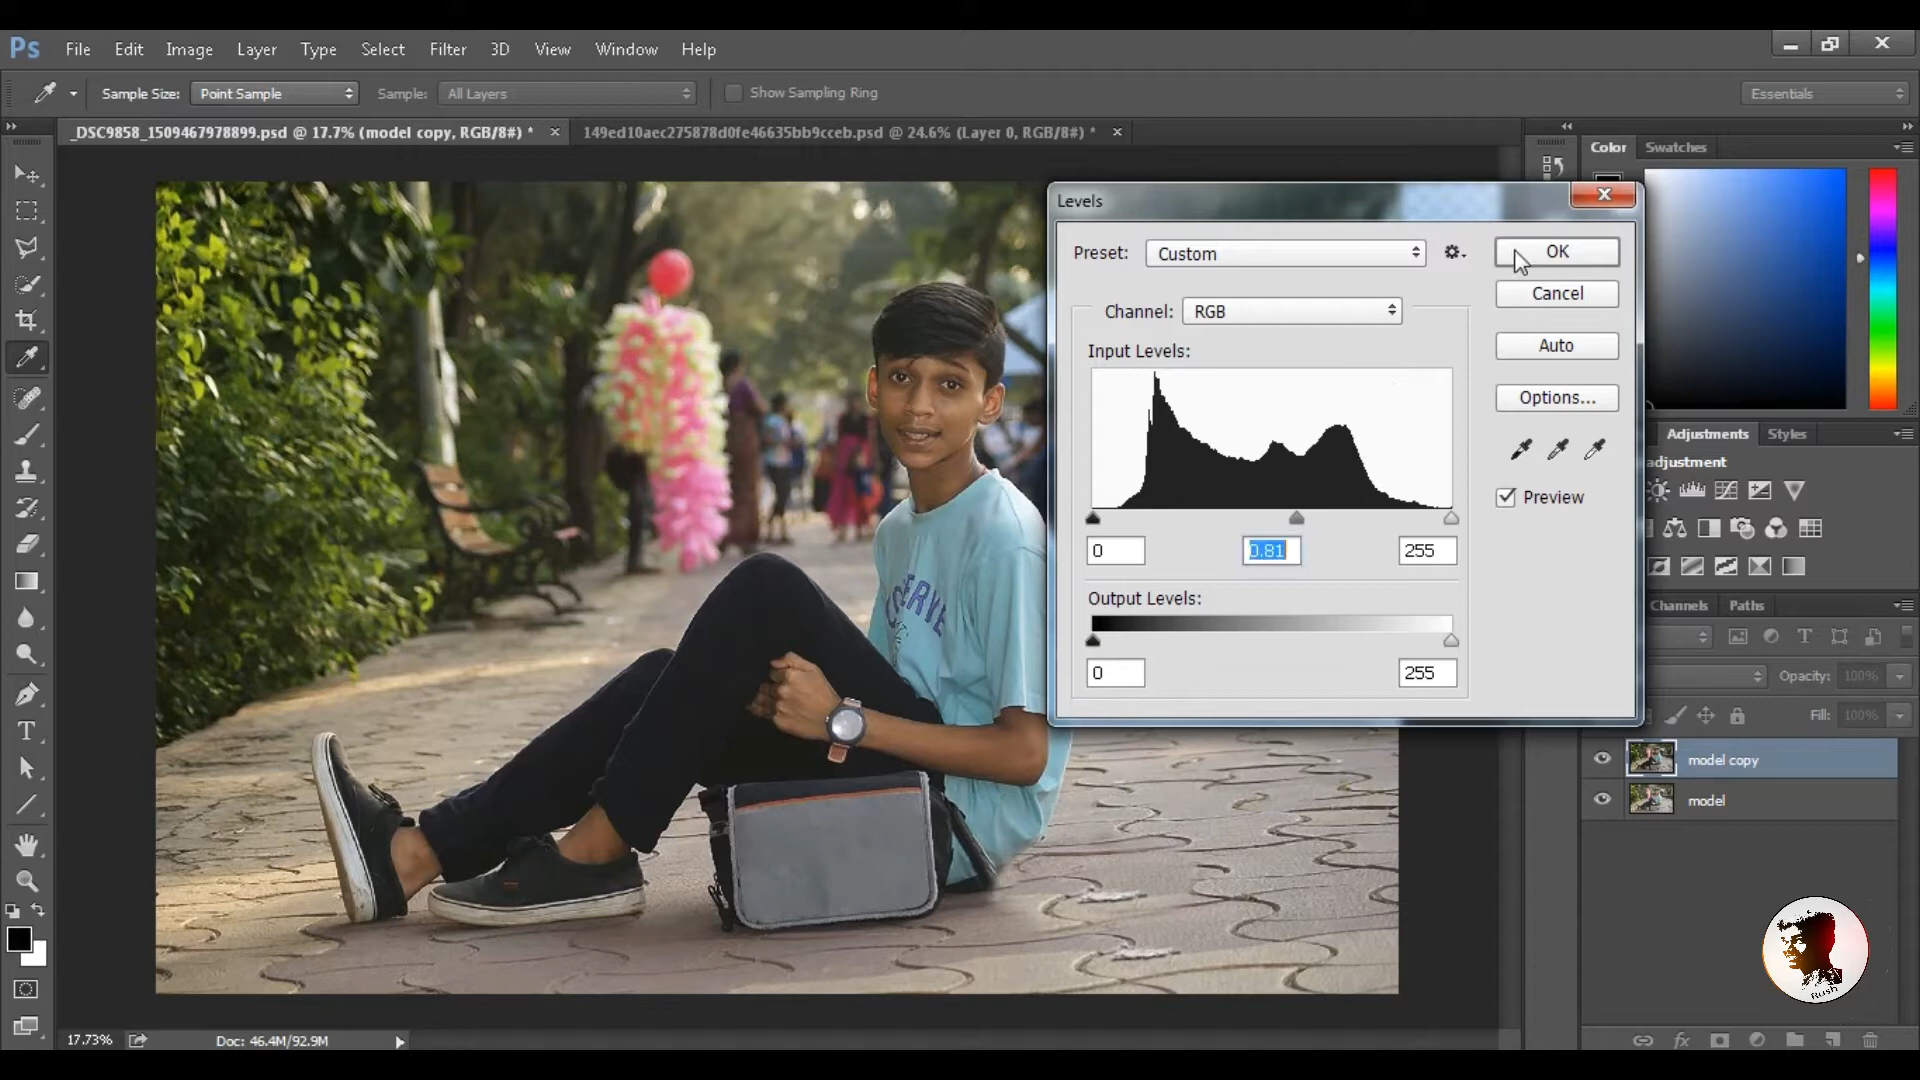 Ps File Edit Image Layer Type Select Filter 3D View Window Help
Sample Size: Point Sample Sample: All Layers Show Sampling Ring Essentials
_DSC9858_1509467978899.psd @ 17.7% (model copy, RGB/8#) * 149ed10aec275878d0fe46635bb9cceb.psd @ 24.6% (Layer 0, RGB/8#) *
Color Swatches
Levels
Preset: Custom OK
Cancel
Channel: RGB
Auto
Input Levels:
Options...
Adjustments Styles
adjustment
Preview
0 0.81 255
Output Levels:
Channels Paths
0 255
Opacity: 100%
Fill: 100%
model copy
model
Rush
17.73% Doc: 46.4M/92.9M